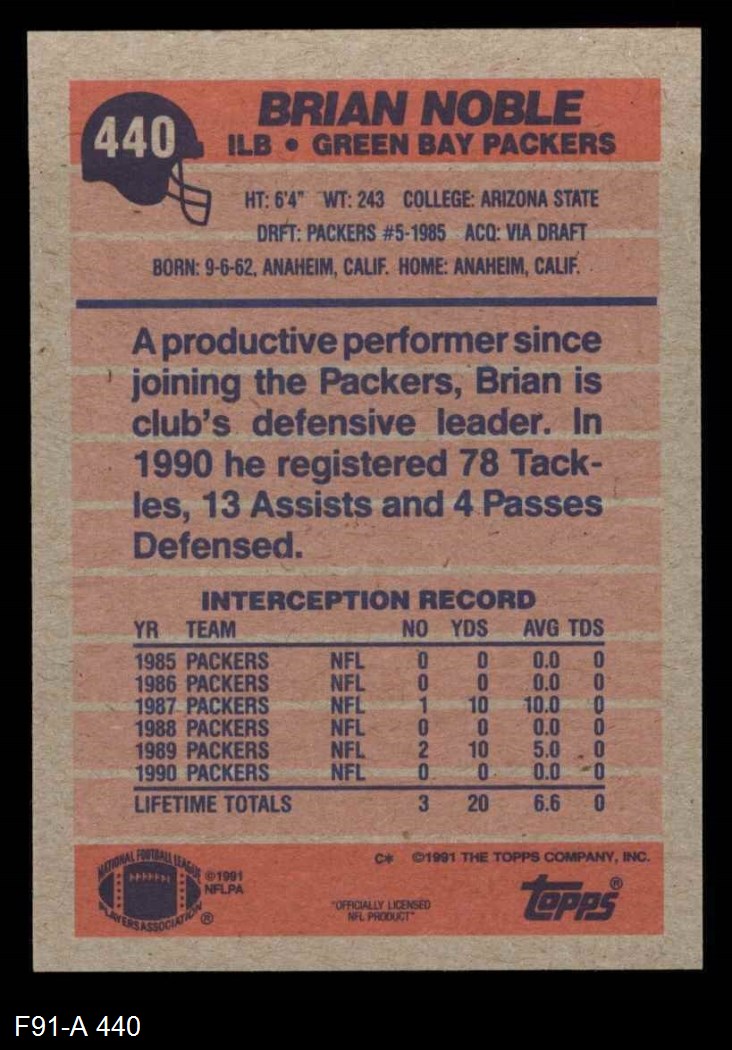 440
BRIAN NOBLE
ILB • GREEN BAY PACKERS
HT: 6'4" WT: 243 COLLEGE: ARIZONA STATE
DRFT: PACKERS #5-1985 ACQ: VIA DRAFT
BORN: 9-6-62, ANAHEIM, CALIF. HOME: ANAHEIM, CALIF.
A productive performer since
joining the Packers, Brian is
club's defensive leader. In
1990 he registered 78 Tack-
les, 13 Assists and 4 Passes
Defensed.
INTERCEPTION RECORD
YR TEAM NO YDS AVG TDS
1985 PACKERS NFL 0 0 0.0 0
1986 PACKERS NFL 0 0 0.0 0
1987 PACKERS NFL 1 10 10.0 0
1988 PACKERS NFL 0 0 0.0 0
1989 PACKERS NFL 2 10 5.0 0
1990 PACKERS NFL 0 0 0.0 0
LIFETIME TOTALS 3 20 6.6 0
NATIONAL FOOTBALL LEAGUE
PLAYERS ASSOCIATION ®
©1991
NFLPA
C* ©1991 THE TOPPS COMPANY, INC.
"OFFICIALLY LICENSED
NFL PRODUCT"
Topps®
F91-A 440